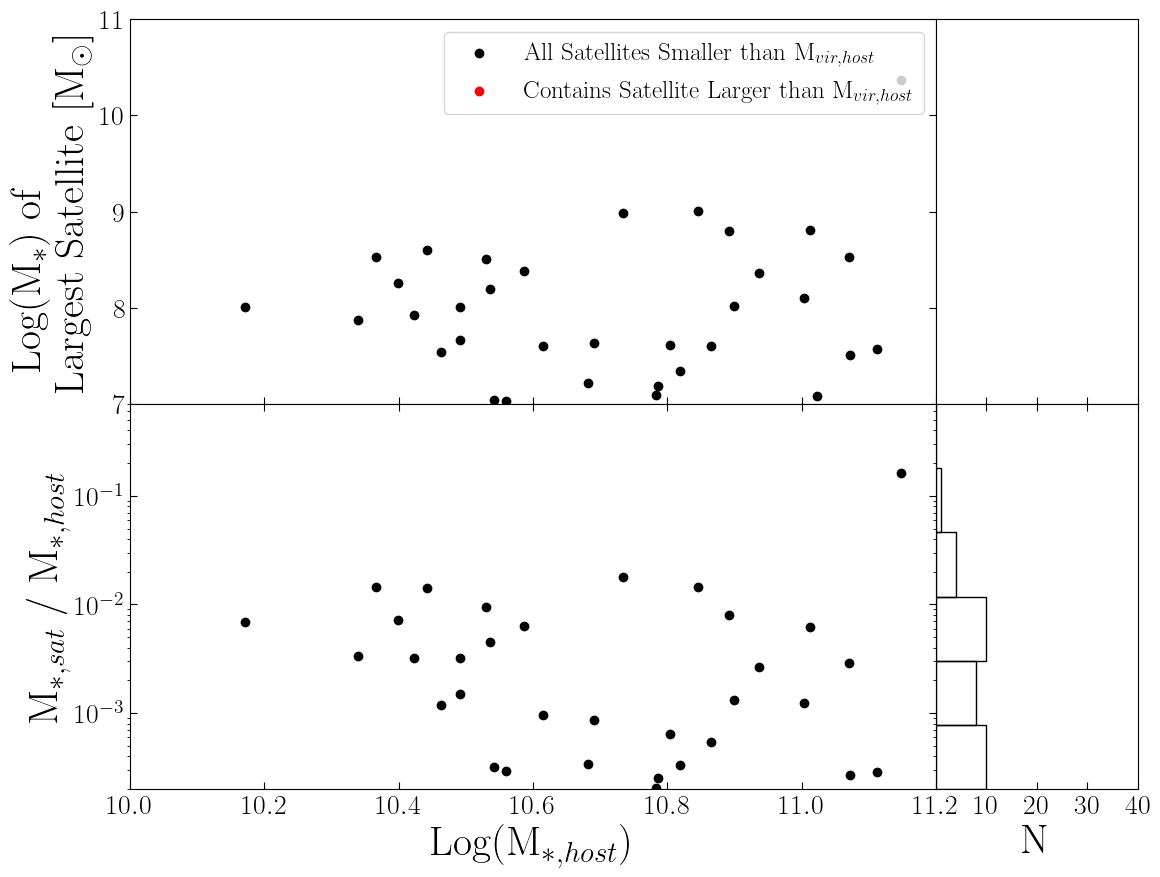 11
10
9
8
7
Log(M∗) of
Largest Satellite [M⊙]
All Satellites Smaller than Mvir,host
Contains Satellite Larger than Mvir,host
10−1
10−2
10−3
M∗,sat / M∗,host
10.0 10.2 10.4 10.6 10.8 11.0 11.2 10 20 30 40
Log(M∗,host)
N